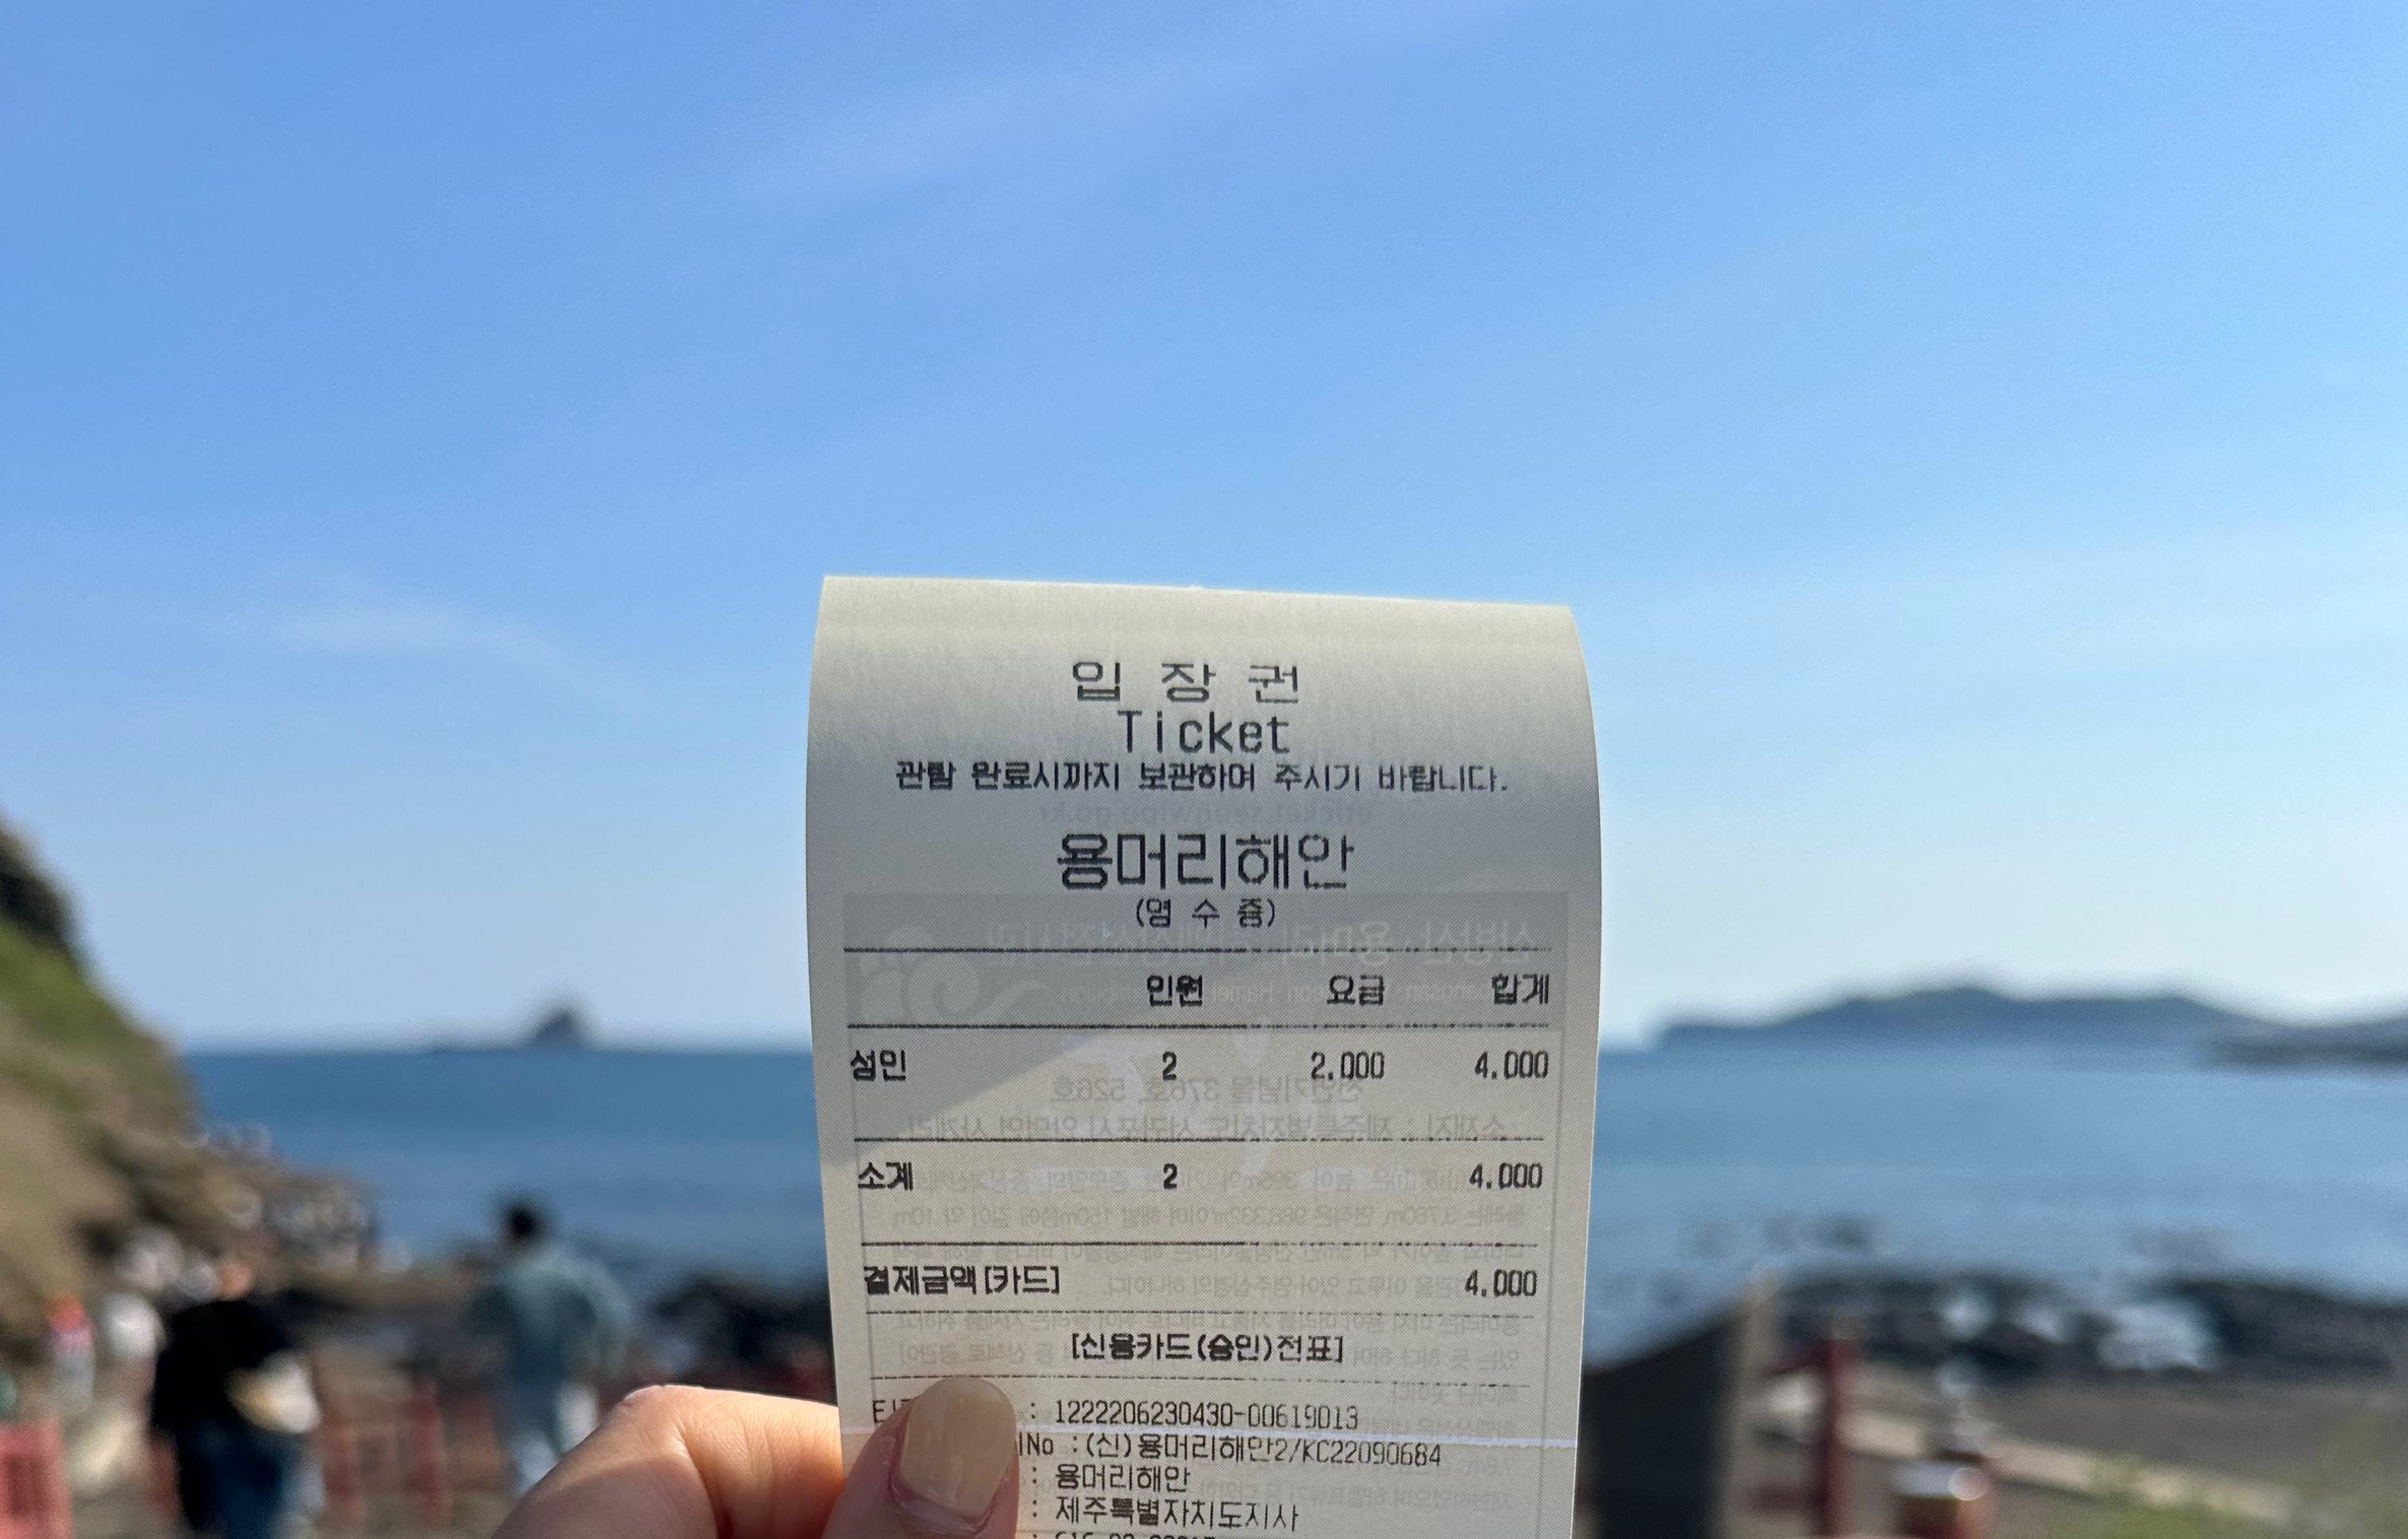 입 장 권
Ticket
관람 완료시까지 보관하여 주시기 바랍니다.
용머리해안
(영 수 증)
인원 요금 합계
성인 2 2,000 4,000
소계 2 4,000
결제금액[카드] 4,000
[신용카드(승인)전표]
: 1222206230430-00619013
lNo :(신)용머리해안2/KC22090684
: 용머리해안
: 제주특별자치도지사